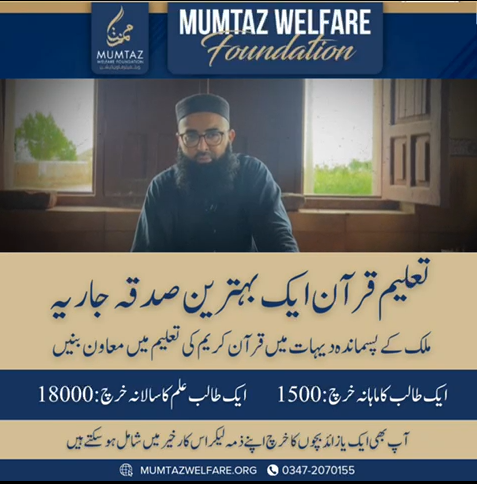 MUMTAZ
WELFARE FOUNDATION
MUMTAZ WELFARE
Foundation
تعلیم قرآن ایک بہترین صدقہ جاریہ
ملک کے پسماندہ دیہات میں قرآن کریم کی تعلیم میں معاون بنیں
ایک طالب کا ماہانہ خرچ: 1500
ایک طالب علم کا سالانہ خرچ: 18000
آپ بھی ایک یا زائد بچوں کا خرچ اپنے ذمہ لیکر اس کار خیر میں شامل ہو سکتے ہیں
MUMTAZWELFARE.ORG 0347-2070155